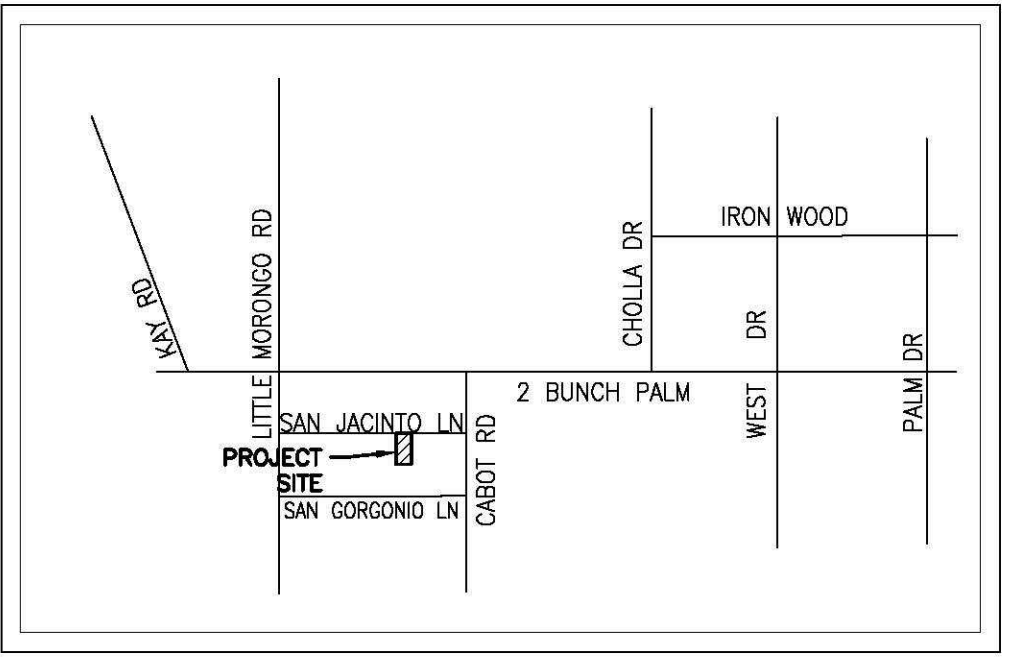 IRON WOOD
LITTLE MORONGO RD
CHOLLA DR
KAY RD
WEST DR
PALM DR
2 BUNCH PALM
SAN JACINTO LN
CABOT RD
PROJECT
SITE
SAN GORGONIO LN